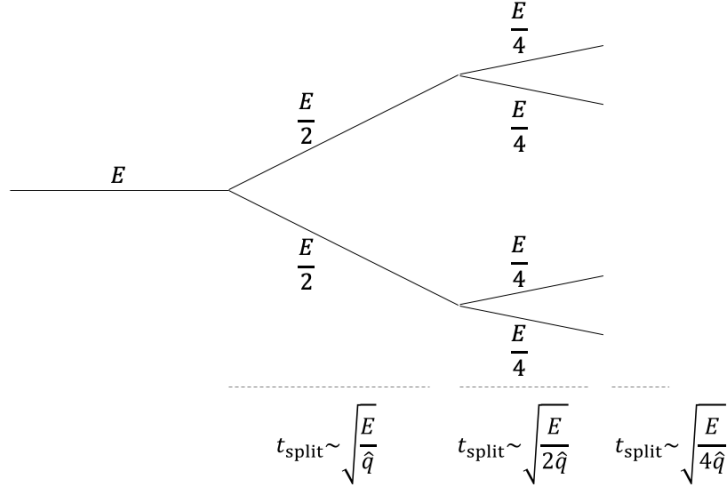 E/4
E/2
E/4
E
E/2
E/4
E/4
t_split~√(E/q̂) t_split~√(E/2q̂) t_split~√(E/4q̂)